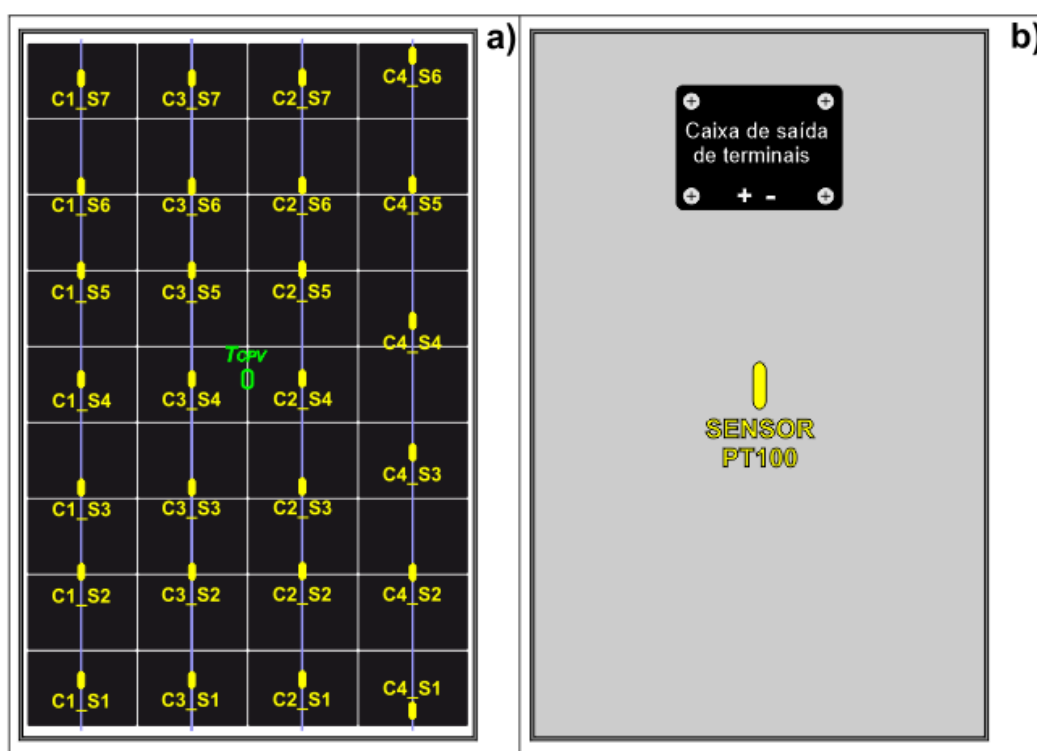 a)
C4_S6
C1_S7 C3_S7 C2_S7
C1_S6 C3_S6 C2_S6 C4_S5
C1_S5 C3_S5 C2_S5
C4_S4
TCPV
C1_S4 C3_S4 C2_S4
C4_S3
C1_S3 C3_S3 C2_S3
C1_S2 C3_S2 C2_S2 C4_S2
C4_S1
C1_S1 C3_S1 C2_S1
b)
Caixa de saída
de terminais
+ -
SENSOR
PT100